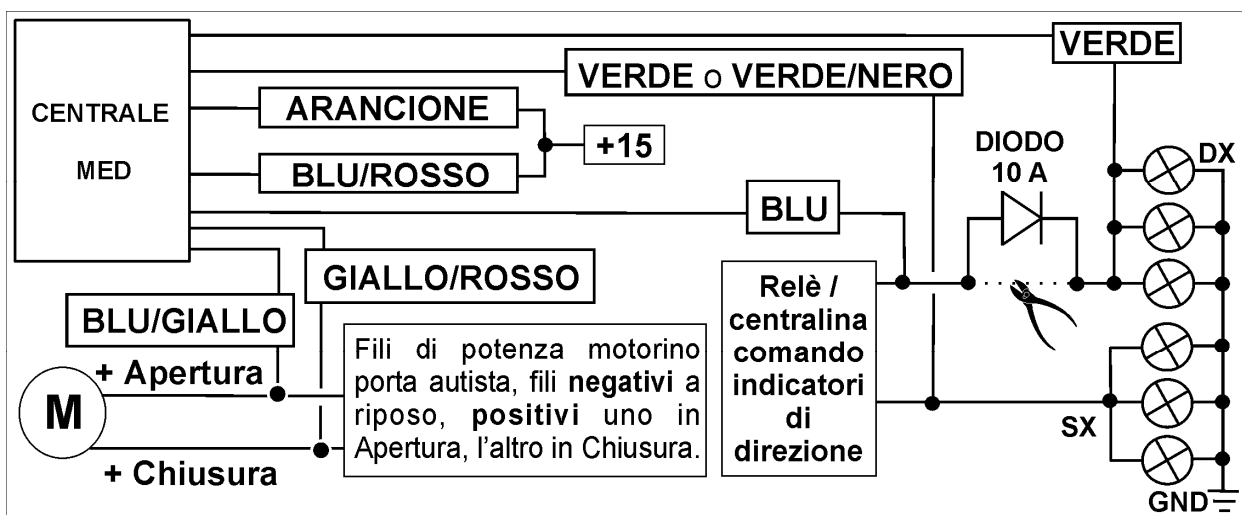 CENTRALE
MED
VERDE
VERDE o VERDE/NERO
ARANCIONE
BLU/ROSSO
+15
DIODO
10 A
DX
BLU
GIALLO/ROSSO
BLU/GIALLO
Relè /
centralina
comando
indicatori
di
direzione
+ Apertura
M
+ Chiusura
Fili di potenza motorino
porta autista, fili negativi a
riposo, positivi uno in
Apertura, l'altro in Chiusura.
SX
GND